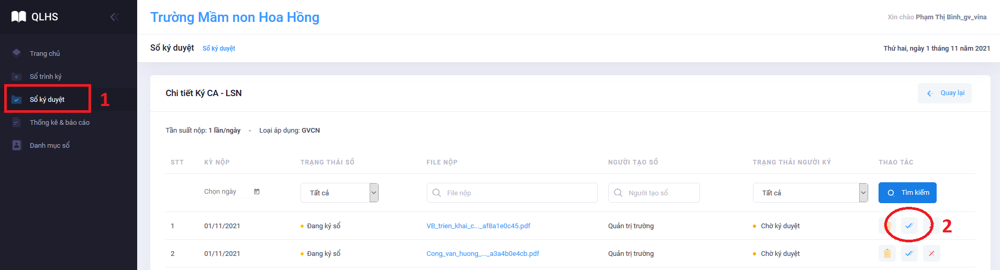 QLHS
Trường Mầm non Hoa Hồng
Xin chào Phạm Thị Bình_gv_vina
Trang chủ
Sổ trình ký
Sổ ký duyệt
1
Thống kê & báo cáo
Danh mục sổ
Sổ ký duyệt Sổ ký duyệt
Thứ hai, ngày 1 tháng 11 năm 2021
Chi tiết Ký CA - LSN
Quay lại
Tần suất nộp: 1 lần/ngày - Loại áp dụng: GVCN
STT KỲ NỘP TRẠNG THÁI SỔ FILE NỘP NGƯỜI TẠO SỔ TRẠNG THÁI NGƯỜI KÝ THAO TÁC
Chọn ngày Tất cả File nộp Người tạo sổ Tất cả Tìm kiếm
1 01/11/2021 Đang ký sổ VB_trien_khai_c..._af8a1e0c45.pdf Quản trị trường Chờ ký duyệt 2
2 01/11/2021 Đang ký sổ Cong_van_huong_..._a3a4b0e4cb.pdf Quản trị trường Chờ ký duyệt